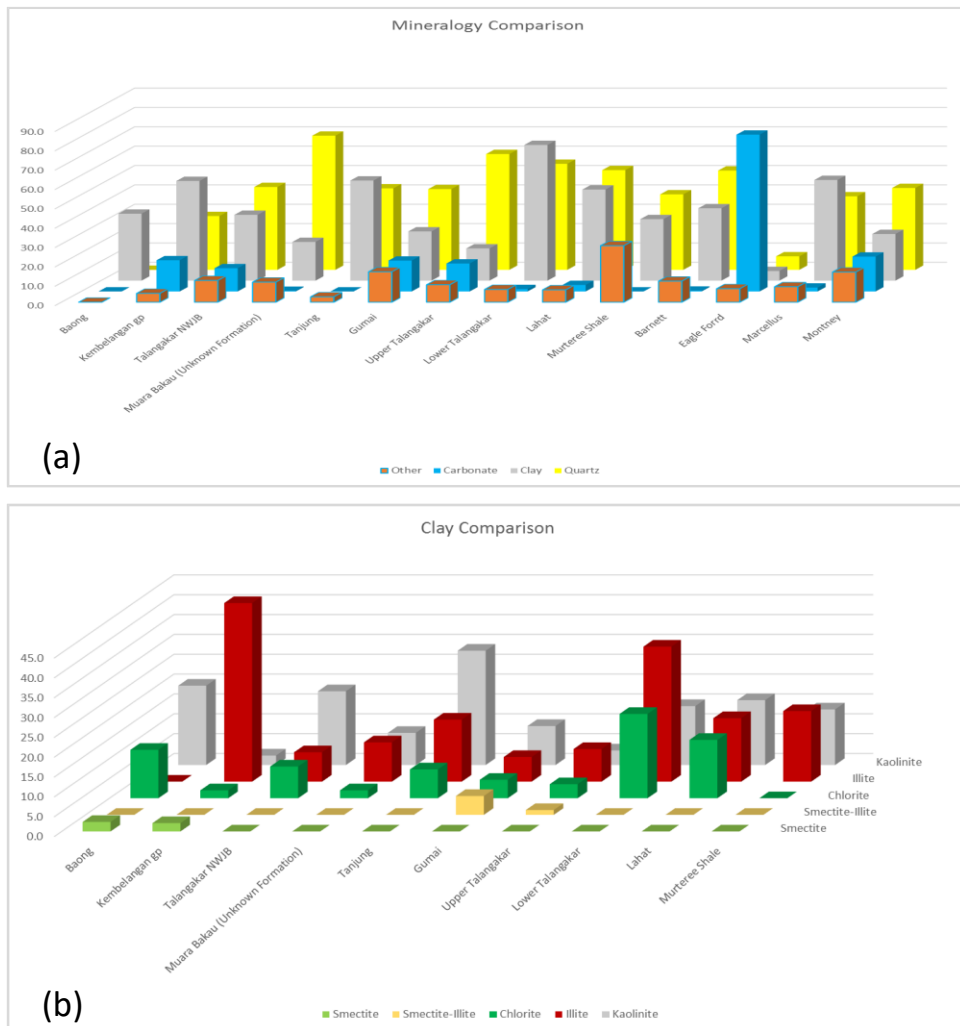 Mineralogy Comparison
90.0
80.0
70.0
60.0
50.0
40.0
30.0
20.0
10.0
0.0
Baong
Kembelangan gp
Talangakar NWJB
Muara Bakau (Unknown Formation)
Tanjung
Gumai
Upper Talangakar
Lower Talangakar
Lahat
Murteree Shale
Barnett
Eagle Forrd
Marcellus
Montney
(a)
Other Carbonate Clay Quartz
Clay Comparison
45.0
40.0
35.0
30.0
25.0
20.0
15.0
10.0
5.0
0.0
Kaolinite
Illite
Chlorite
Smectite-Illite
Smectite
Baong
Kembelangan gp
Talangakar NWJB
Muara Bakau (Unknown Formation)
Tanjung
Gumai
Upper Talangakar
Lower Talangakar
Lahat
Murteree Shale
(b)
Smectite Smectite-Illite Chlorite Illite Kaolinite